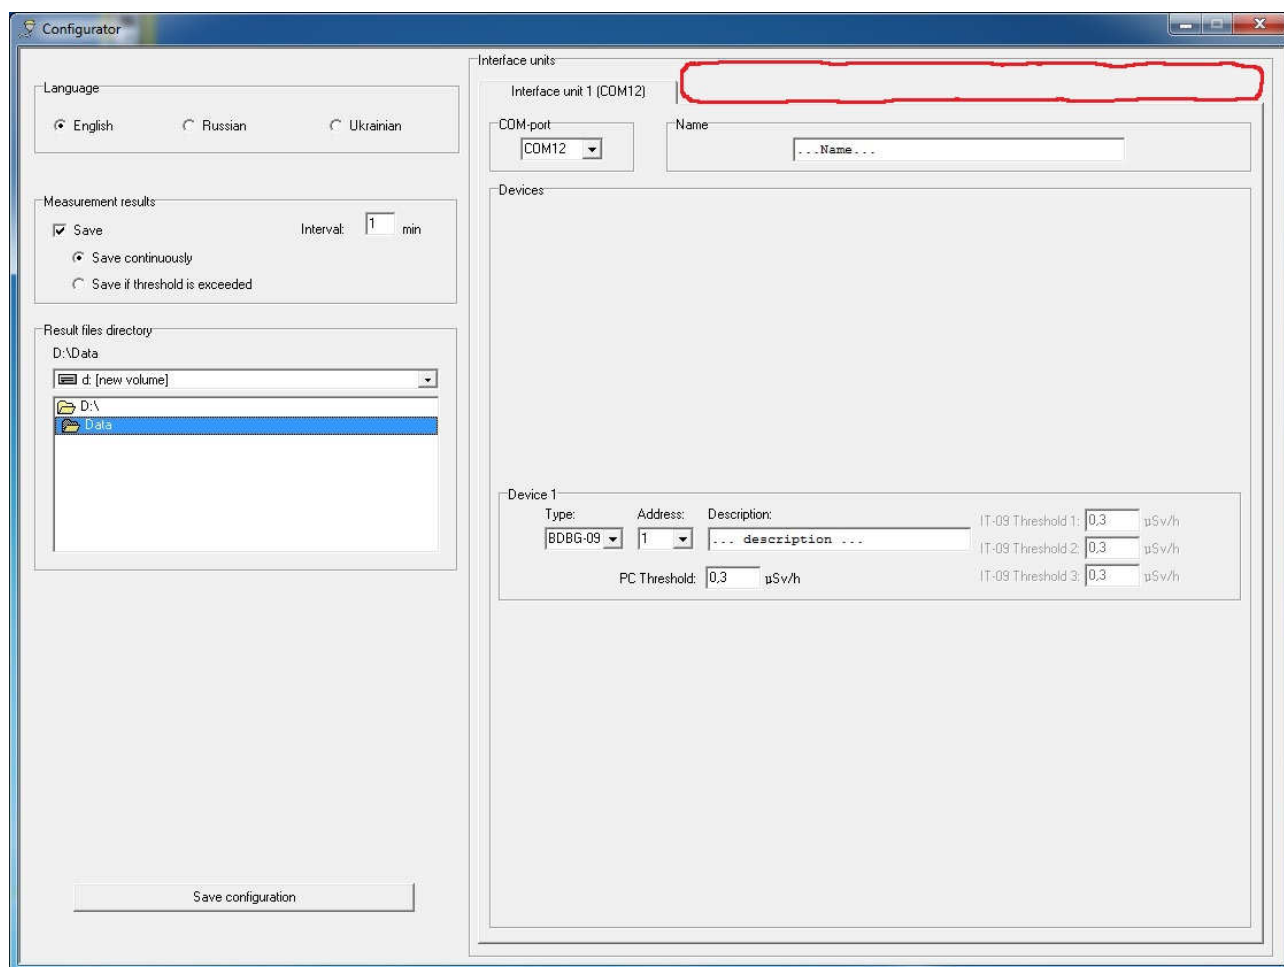 Configurator
Language
English Russian Ukrainian
Measurement results
Save Interval: 1 min
Save continuously
Save if threshold is exceeded
Result files directory
D:\Data
d: [new volume]
D:\
Data
Save configuration
Interface units
Interface unit 1 (COM12)
COM-port
COM12
Name
...Name...
Devices
Device 1
Type: Address: Description:
BDBG-09 1 ... description ...
PC Threshold: 0,3 µSv/h
IT-09 Threshold 1: 0,3 µSv/h
IT-09 Threshold 2: 0,3 µSv/h
IT-09 Threshold 3: 0,3 µSv/h